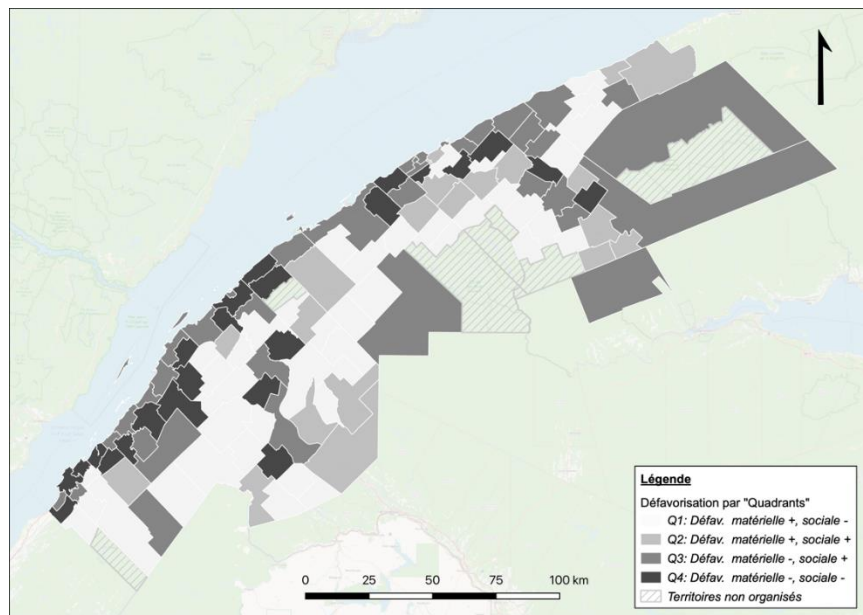 Légende
Défavorisation par "Quadrants"
Q1: Défav. matérielle +, sociale -
Q2: Défav. matérielle +, sociale +
Q3: Défav. matérielle -, sociale +
Q4: Défav. matérielle -, sociale -
Territoires non organisés
0 25 50 75 100 km